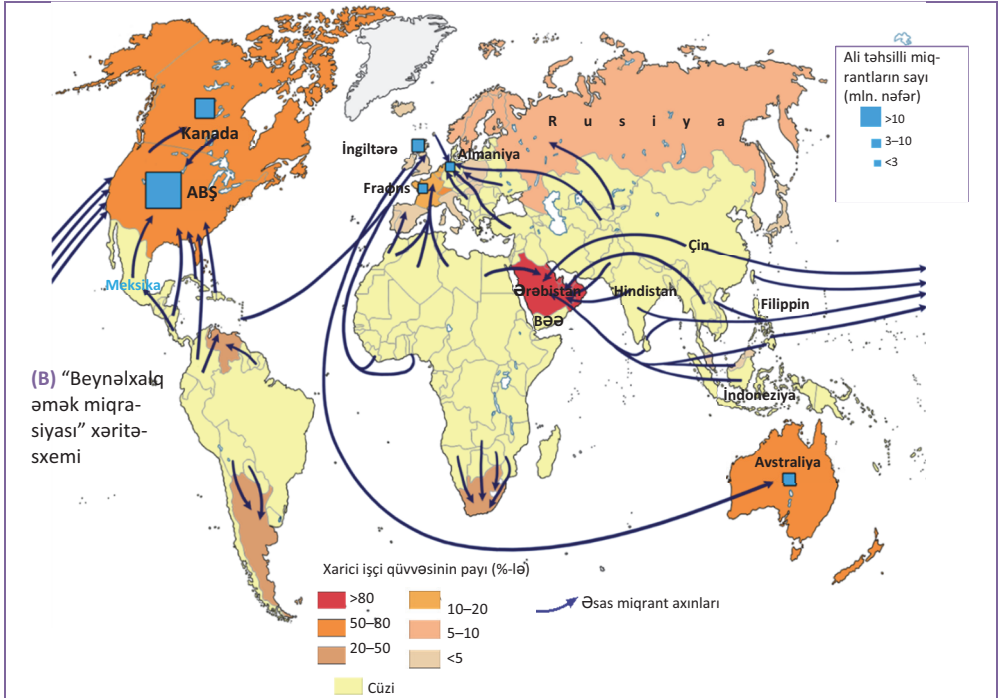 Ali təhsilli miq-
rantların sayı
(mln. nəfər)
>10
3–10
<3
Kanada
ABŞ
Meksika
İngiltərə
Almaniya
Fransa
Rusiya
Çin
Ərəbistan
BƏƏ
Hindistan
Filippin
İndoneziya
Avstraliya
(B) “Beynəlxalq
əmək miqra-
siyası” xəritə-
sxemi
Xarici işçi qüvvəsinin payı (%-lə)
>80
50–80
20–50
10–20
5–10
<5
Cüzi
Əsas miqrant axınları